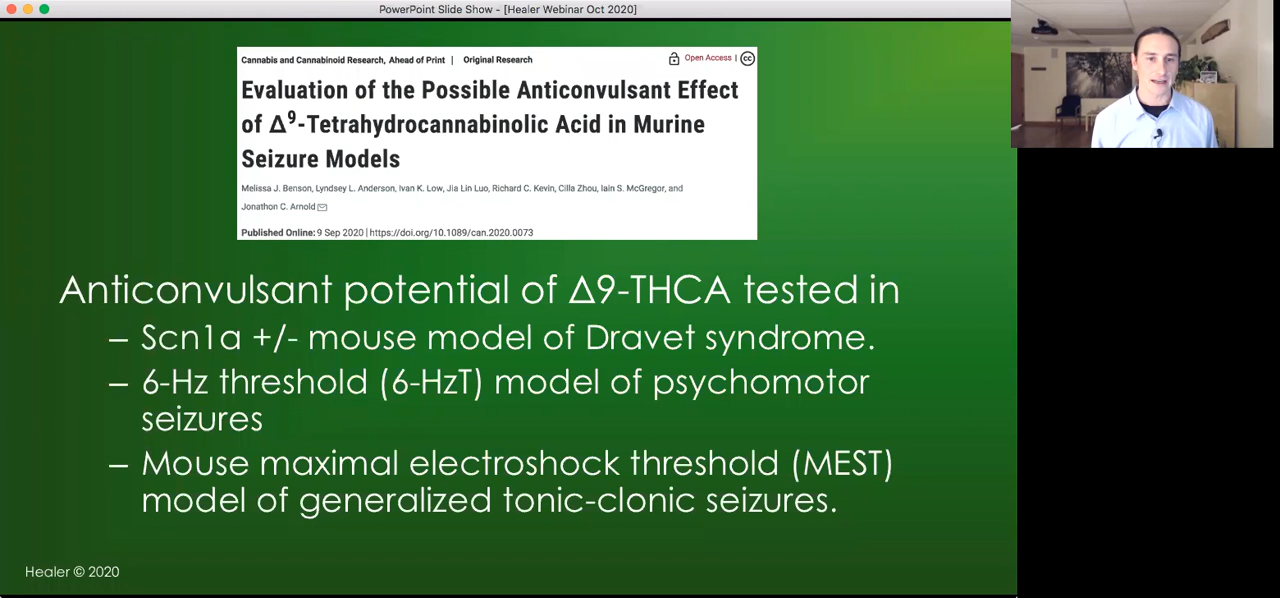 PowerPoint Slide Show - [Healer Webinar Oct 2020]
Cannabis and Cannabinoid Research, Ahead of Print | Original Research
Open Access | cc
Evaluation of the Possible Anticonvulsant Effect
of Δ⁹-Tetrahydrocannabinolic Acid in Murine
Seizure Models
Melissa J. Benson, Lyndsey L. Anderson, Ivan K. Low, Jia Lin Luo, Richard C. Kevin, Cilla Zhou, Iain S. McGregor, and
Jonathon C. Arnold
Published Online: 9 Sep 2020 | https://doi.org/10.1089/can.2020.0073
Anticonvulsant potential of Δ9-THCA tested in
– Scn1a +/- mouse model of Dravet syndrome.
– 6-Hz threshold (6-HzT) model of psychomotor
seizures
– Mouse maximal electroshock threshold (MEST)
model of generalized tonic-clonic seizures.
Healer © 2020